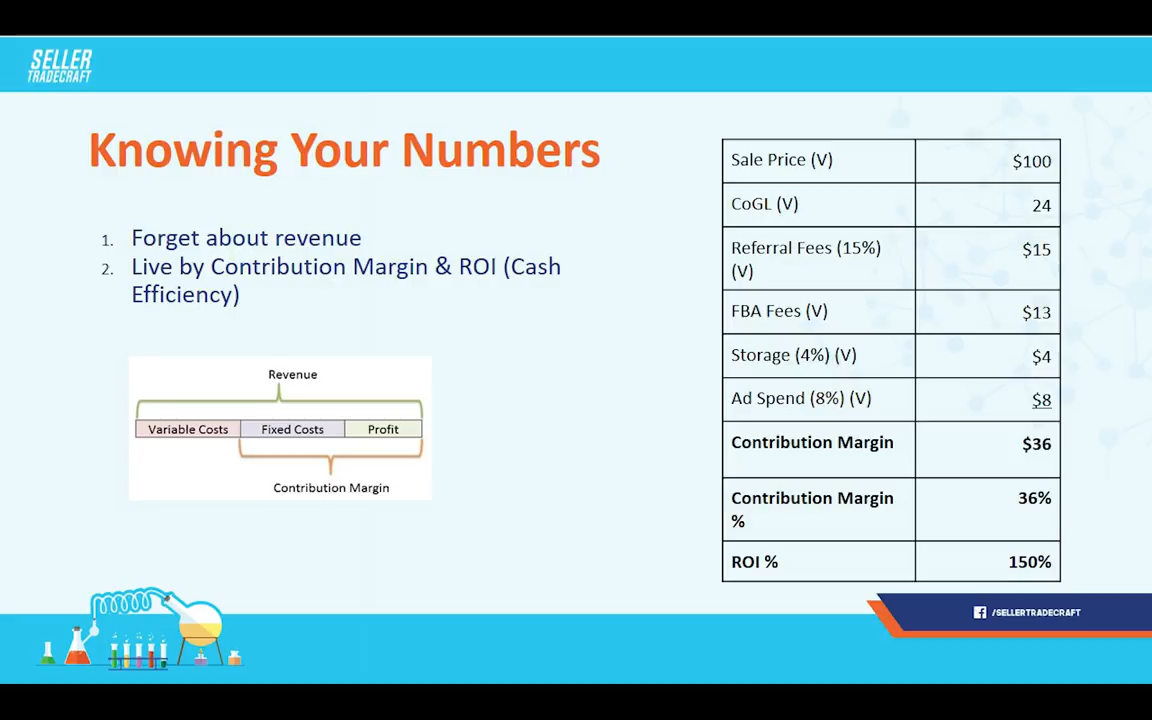 SELLER
TRADECRAFT
Knowing Your Numbers
1. Forget about revenue
2. Live by Contribution Margin & ROI (Cash
Efficiency)
Revenue
Variable Costs Fixed Costs Profit
Contribution Margin
Sale Price (V) $100
CoGL (V) 24
Referral Fees (15%) $15
(V)
FBA Fees (V) $13
Storage (4%) (V) $4
Ad Spend (8%) (V) $8
Contribution Margin $36
Contribution Margin 36%
%
ROI % 150%
/SELLERTRADECRAFT